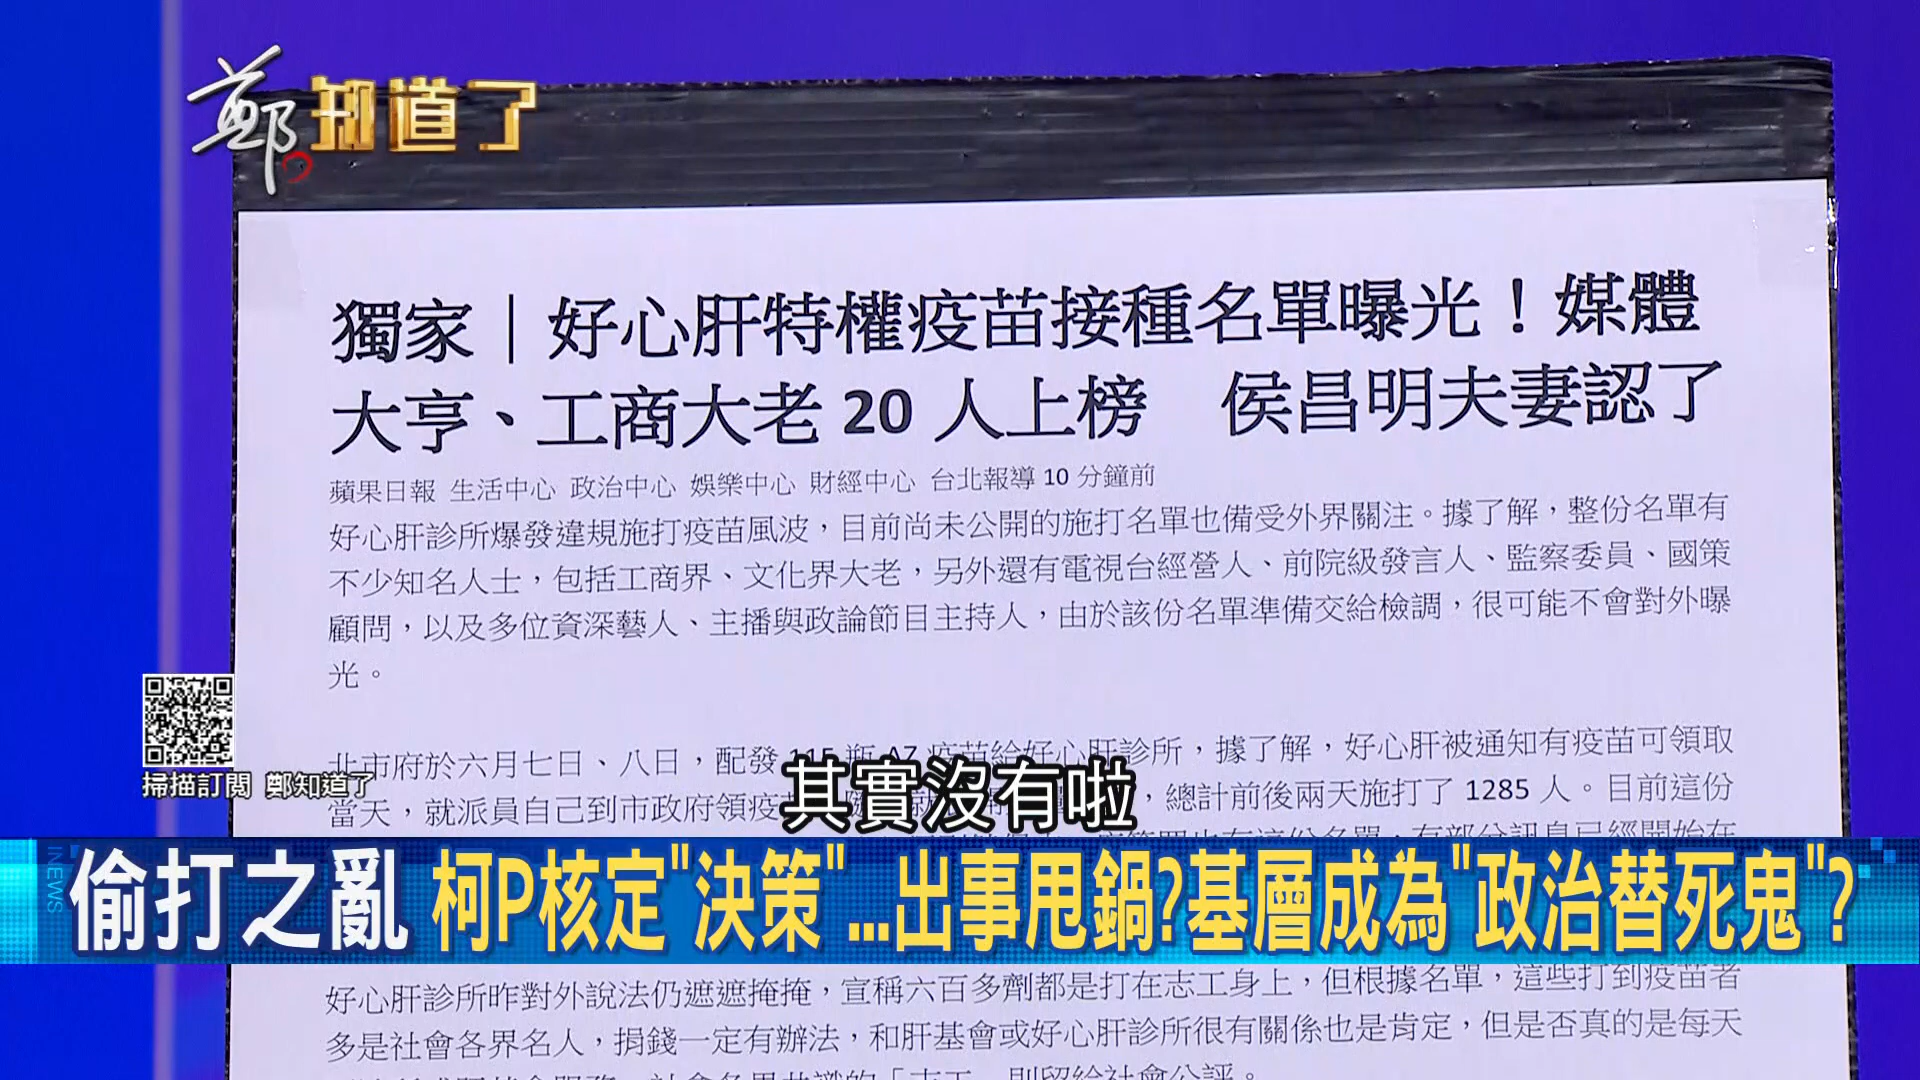 鄭知道了
獨家｜好心肝特權疫苗接種名單曝光！媒體
大亨、工商大老 20 人上榜　侯昌明夫妻認了
蘋果日報 生活中心 政治中心 娛樂中心 財經中心 台北報導 10 分鐘前
好心肝診所爆發違規施打疫苗風波，目前尚未公開的施打名單也備受外界關注。據了解，整份名單有
不少知名人士，包括工商界、文化界大老，另外還有電視台經營人、前院級發言人、監察委員、國策
顧問，以及多位資深藝人、主播與政論節目主持人，由於該份名單準備交給檢調，很可能不會對外曝
光。
北市府於六月七日、八日，配發 115 瓶 AZ 疫苗給好心肝診所，據了解，好心肝被通知有疫苗可領取
當天，就派員自己到市政府領疫，總計前後兩天施打了 1285 人。目前這份
其實沒有啦
掃描訂閱 鄭知道了
INEWS
偷打之亂 柯P核定"決策"...出事甩鍋?基層成為"政治替死鬼"?
好心肝診所昨對外說法仍遮遮掩掩，宣稱六百多劑都是打在志工身上，但根據名單，這些打到疫苗者
多是社會各界名人，捐錢一定有辦法，和肝基會或好心肝診所很有關係也是肯定，但是否真的是每天